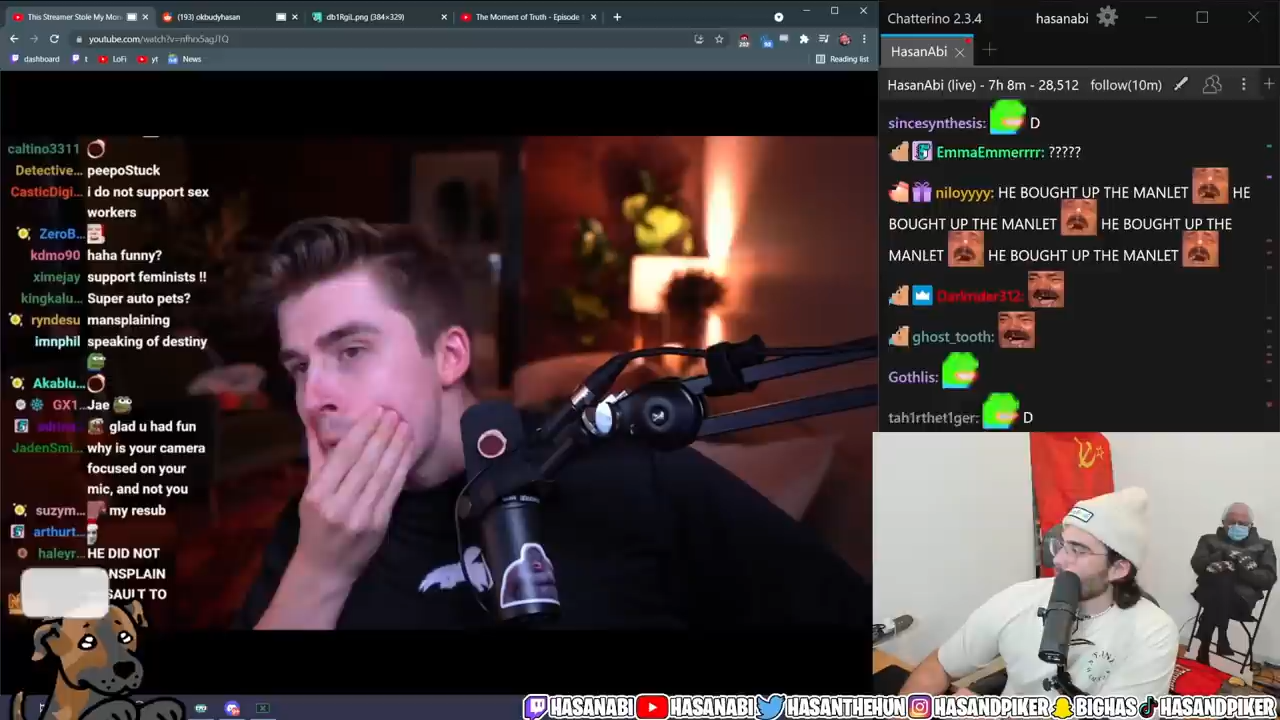 This Streamer Stole My Mon
(193) okbudyhasan
db1RgiL.png (384×329)
The Moment of Truth - Episode
youtube.com/watch?v=nfhrx5agJTQ
dashboard
t
LoFi
yt
News
Reading list
caltino3311
Detective… peepoStuck
CasticDigi… i do not support sex
workers
ZeroB…
kdmo90 haha funny?
ximejay support feminists !!
kingkalu… Super auto pets?
ryndesu mansplaining
imnphil speaking of destiny
Akablu…
GX1… Jae
glad u had fun
JadenSmi… why is your camera
focused on your
mic, and not you
suzym… my resub
arthurt…
haleyr… HE DID NOT
ANSPLAIN
SAULT TO
Chatterino 2.3.4
hasanabi
HasanAbi
HasanAbi (live) - 7h 8m - 28,512
follow(10m)
sincesynthesis: D
EmmaEmmerrrr: ?????
niloyyyy: HE BOUGHT UP THE MANLET HE
BOUGHT UP THE MANLET HE BOUGHT UP THE
MANLET HE BOUGHT UP THE MANLET
Darkrider312:
ghost_tooth:
Gothlis:
tah1rthet1ger: D
HASANABI HASANABI HASANTHEHUN HASANDPIKER BIGHAS HASANDPIKER